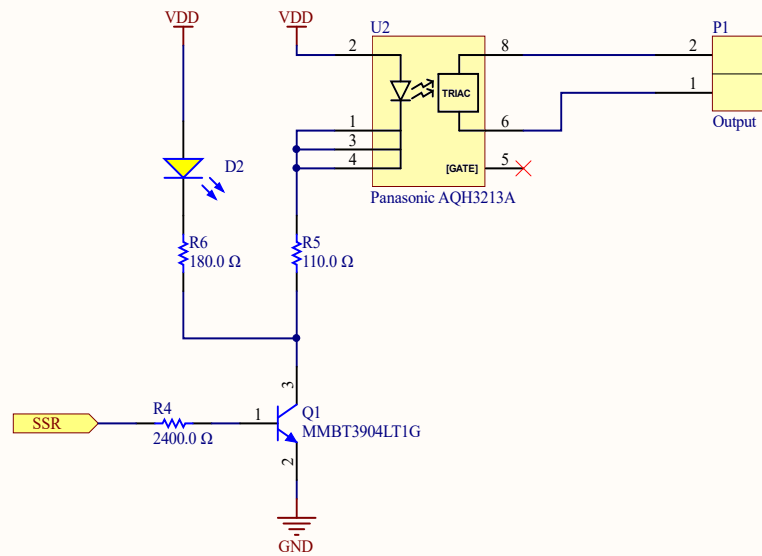 VDD
VDD
U2
P1
2
8
2
1
TRIAC
1
6
Output
3
4
[GATE]
5
D2
Panasonic AQH3213A
R6
180.0 Ω
R5
110.0 Ω
3
SSR
R4
2400.0 Ω
1
Q1
MMBT3904LT1G
2
GND